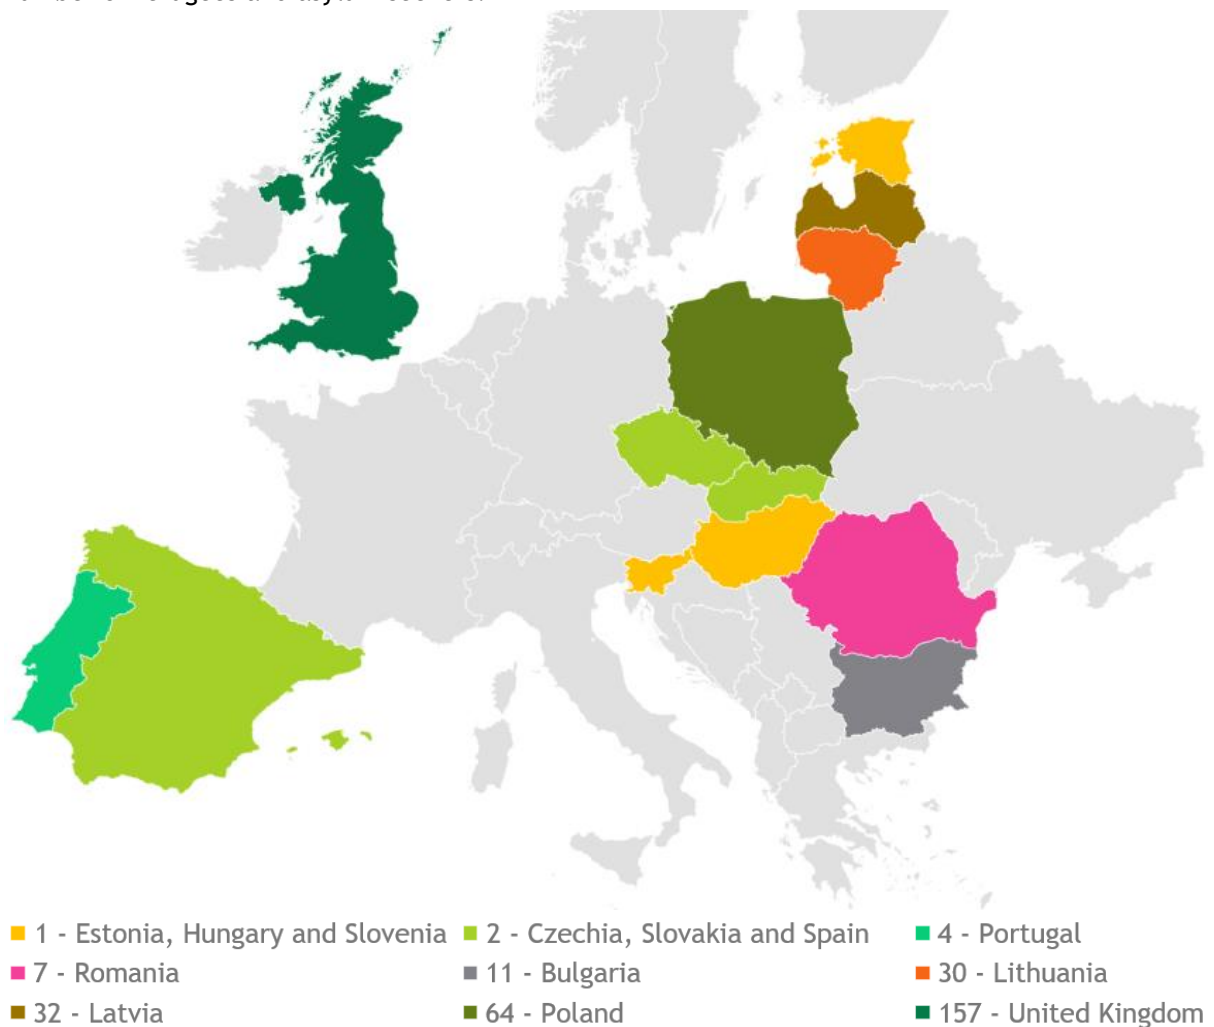 1 - Estonia, Hungary and Slovenia 2 - Czechia, Slovakia and Spain 4 - Portugal
7 - Romania 11 - Bulgaria 30 - Lithuania
32 - Latvia 64 - Poland 157 - United Kingdom